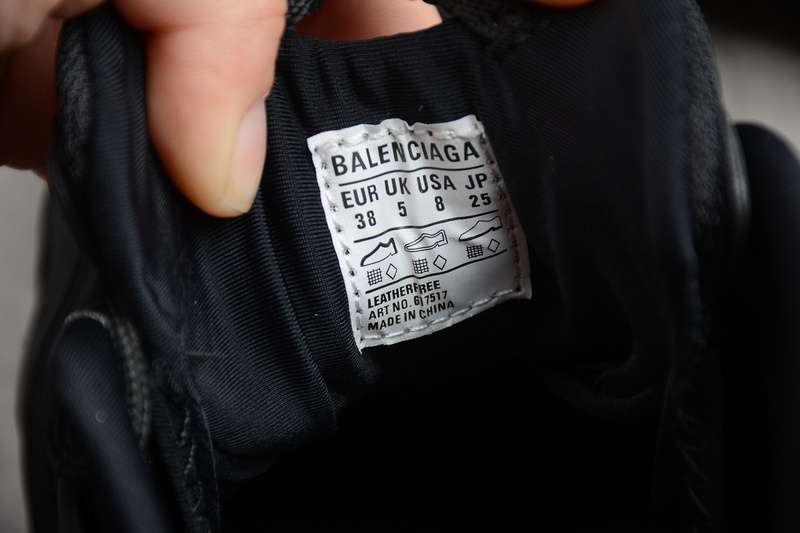 BALENCIAGA
EUR UK USA JP
38 5 8 25
LEATHERFREE
ART NO. 617517
MADE IN CHINA